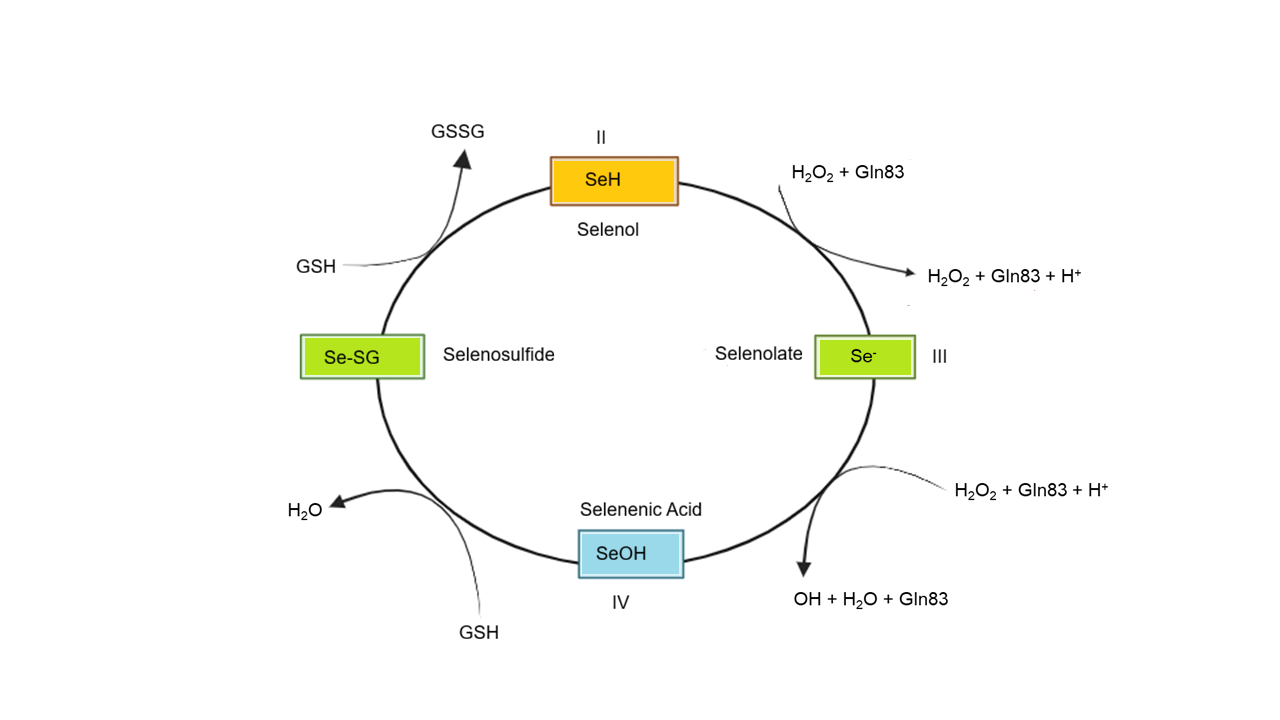 GSSG
II
SeH
Selenol
H₂O₂ + Gln83
GSH
H₂O₂ + Gln83 + H⁺
Se-SG
Selenosulfide
Selenolate
Se⁻
III
H₂O₂ + Gln83 + H⁺
H₂O
Selenenic Acid
SeOH
IV
OH + H₂O + Gln83
GSH